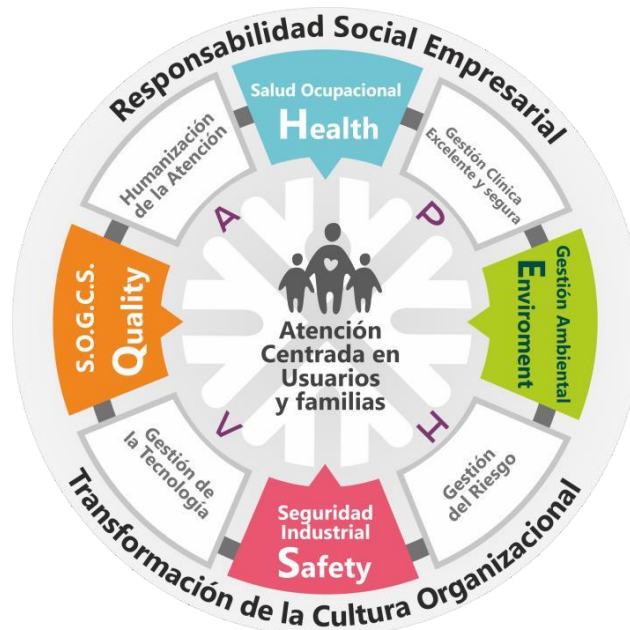 Responsabilidad Social Empresarial
Salud Ocupacional
Health
Gestión Clínica
Excelente y segura
Gestión Ambiental
Enviroment
Gestión
del Riesgo
Seguridad
Industrial
Safety
Gestión de
la Tecnología
S.O.G.C.S.
Quality
Humanización
de la Atención
A
P
H
V
Atención
Centrada en
Usuarios
y familias
Transformación de la Cultura Organizacional